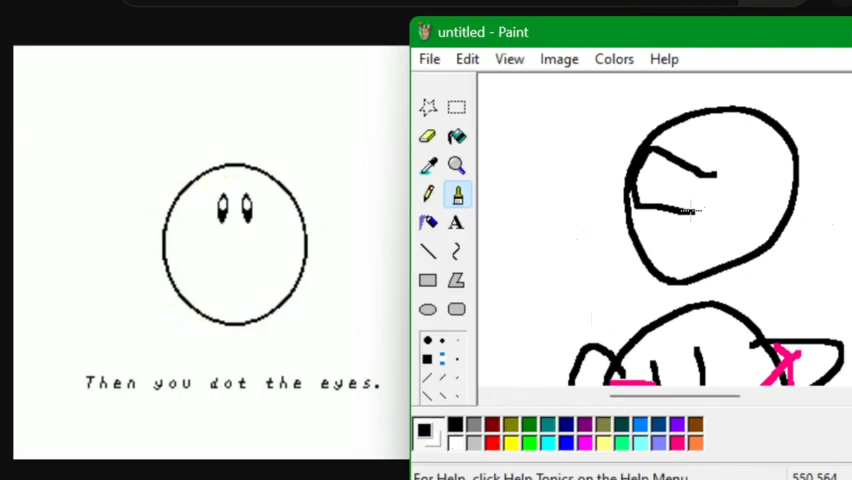 untitled - Paint
File Edit View Image Colors Help
A
Then you dot the eyes.
For Help, click Help Topics on the Help Menu.
550,564